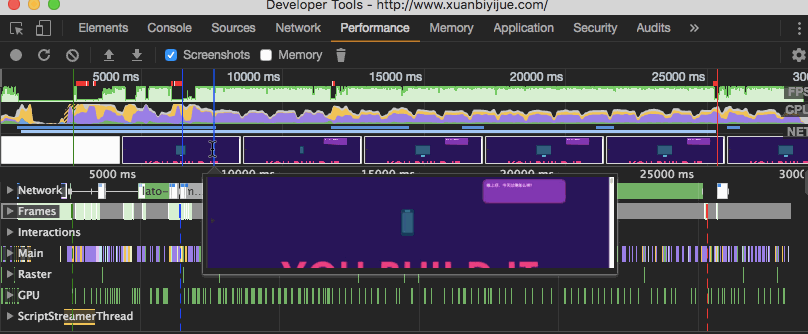 Developer Tools - http://www.xuanbiyijue.com/
Elements Console Sources Network Performance Memory Application Security Audits »
Screenshots Memory
5000 ms 10000 ms 15000 ms 20000 ms 25000 ms 300
FPS
CPU
NET
5000 ms 10000 ms 15000 ms 20000 ms 25000 ms 3000
Network lato- m...
Frames
Interactions
Main
Raster
GPU
ScriptStreamerThread
YOU BUILD IT